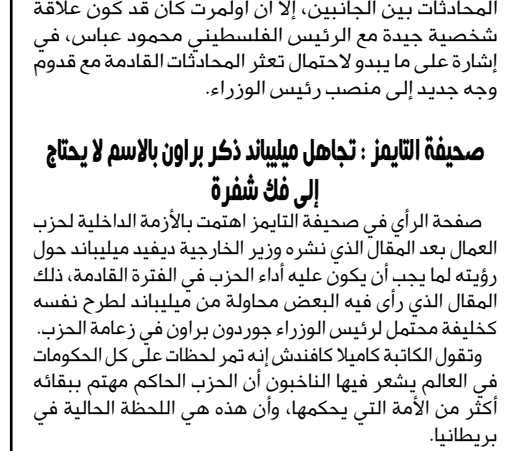 المحادثات بين الجانبين، إلا أن أولمرت كان قد كون علاقة
شخصية جيدة مع الرئيس الفلسطيني محمود عباس، في
إشارة على ما يبدو لاحتمال تعثر المحادثات القادمة مع قدوم
وجه جديد إلى منصب رئيس الوزراء.
صحيفة التايمز : تجاهل ميليباند ذكر براون بالاسم لا يحتاج
إلى فك شفرة
صفحة الرأي في صحيفة التايمز اهتمت بالأزمة الداخلية لحزب
العمال بعد المقال الذي نشره وزير الخارجية ديفيد ميليباند حول
رؤيته لما يجب أن يكون عليه أداء الحزب في الفترة القادمة، ذلك
المقال الذي رأى فيه البعض محاولة من ميليباند لطرح نفسه
كخليفة محتمل لرئيس الوزراء جوردون براون في زعامة الحزب.
وتقول الكاتبة كاميلا كافندش إنه تمر لحظات على كل الحكومات
في العالم يشعر فيها الناخبون أن الحزب الحاكم مهتم ببقائه
أكثر من الأمة التي يحكمها، وأن هذه هي اللحظة الحالية في
بريطانيا.